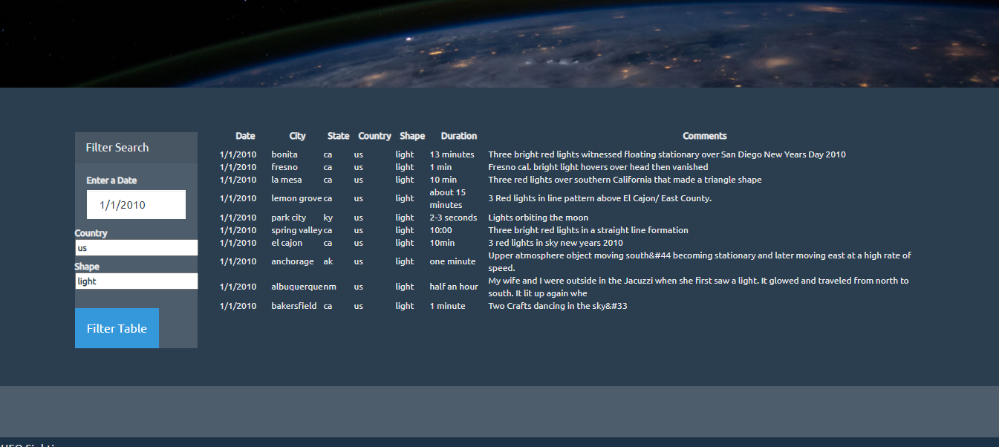 Filter Search
Enter a Date
1/1/2010
Country
us
Shape
light
Filter Table
Date City State Country Shape Duration Comments
1/1/2010 bonita ca us light 13 minutes Three bright red lights witnessed floating stationary over San Diego New Years Day 2010
1/1/2010 fresno ca us light 1 min Fresno cal. bright light hovers over head then vanished
1/1/2010 la mesa ca us light 10 min Three red lights over southern California that made a triangle shape
1/1/2010 lemon grove ca us light about 15 minutes 3 Red lights in line pattern above El Cajon/ East County.
1/1/2010 park city ky us light 2-3 seconds Lights orbiting the moon
1/1/2010 spring valley ca us light 10:00 Three bright red lights in a straight line formation
1/1/2010 el cajon ca us light 10min 3 red lights in sky new years 2010
1/1/2010 anchorage ak us light one minute Upper atmosphere object moving south&#44 becoming stationary and later moving east at a high rate of
speed.
1/1/2010 albuquerque nm us light half an hour My wife and I were outside in the Jacuzzi when she first saw a light. It glowed and traveled from north to
south. It lit up again whe
1/1/2010 bakersfield ca us light 1 minute Two Crafts dancing in the sky&#33